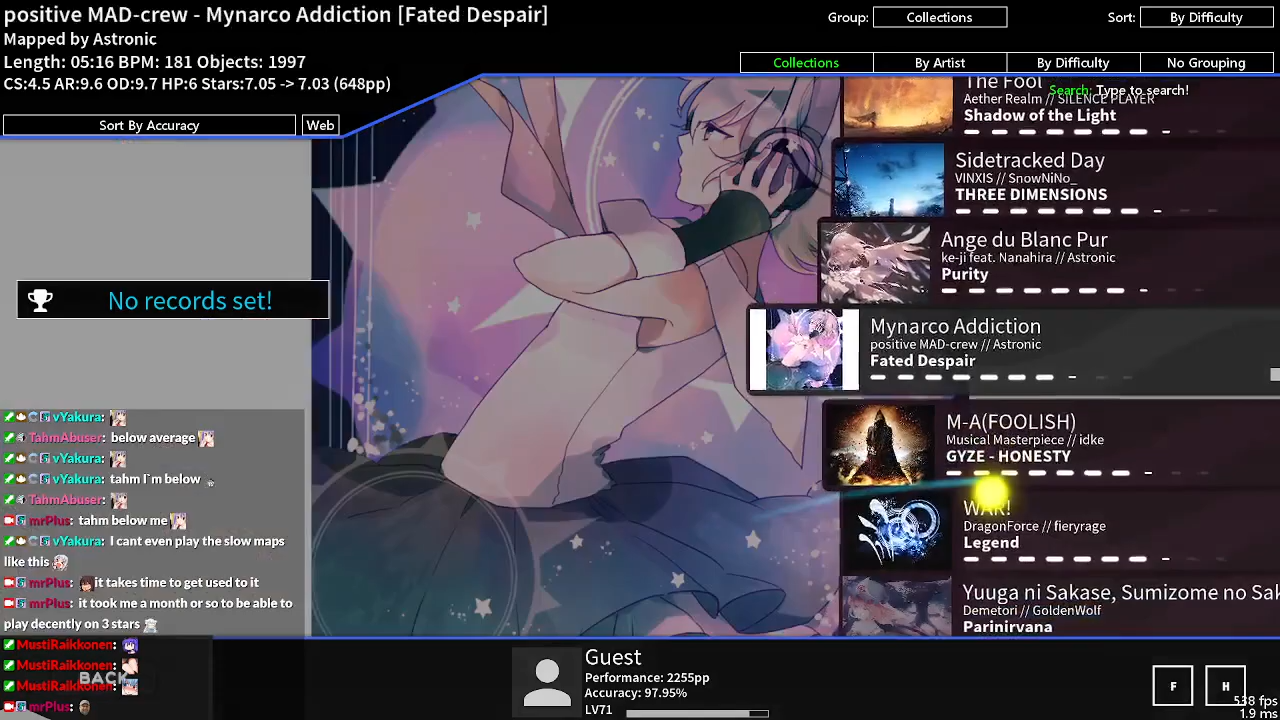 positive MAD-crew - Mynarco Addiction [Fated Despair]
Mapped by Astronic
Length: 05:16 BPM: 181 Objects: 1997
CS:4.5 AR:9.6 OD:9.7 HP:6 Stars:7.05 -> 7.03 (648pp)
Group: Collections Sort: By Difficulty
Collections By Artist By Difficulty No Grouping
Sort By Accuracy Web
Search: Type to search!
The Fool
Aether Realm // SILENCE PLAYER
Shadow of the Light
Sidetracked Day
VINXIS // SnowNiNo_
THREE DIMENSIONS
Ange du Blanc Pur
ke-ji feat. Nanahira // Astronic
Purity
No records set!
Mynarco Addiction
positive MAD-crew // Astronic
Fated Despair
M-A(FOOLISH)
Musical Masterpiece // idke
GYZE - HONESTY
WAR!
DragonForce // fieryrage
Legend
Yuuga ni Sakase, Sumizome no Sak
Demetori // GoldenWolf
Parinirvana
vYakura:
TahmAbuser: below average
vYakura:
vYakura: tahm I`m below
TahmAbuser:
mrPlus: tahm below me
vYakura: I cant even play the slow maps
like this
mrPlus: it takes time to get used to it
mrPlus: it took me a month or so to be able to
play decently on 3 stars
MustiRaikkonen:
MustiRaikkonen:
MustiRaikkonen:
mrPlus:
BACK
Guest
Performance: 2255pp
Accuracy: 97.95%
LV71
F H
538 fps
1.9 ms